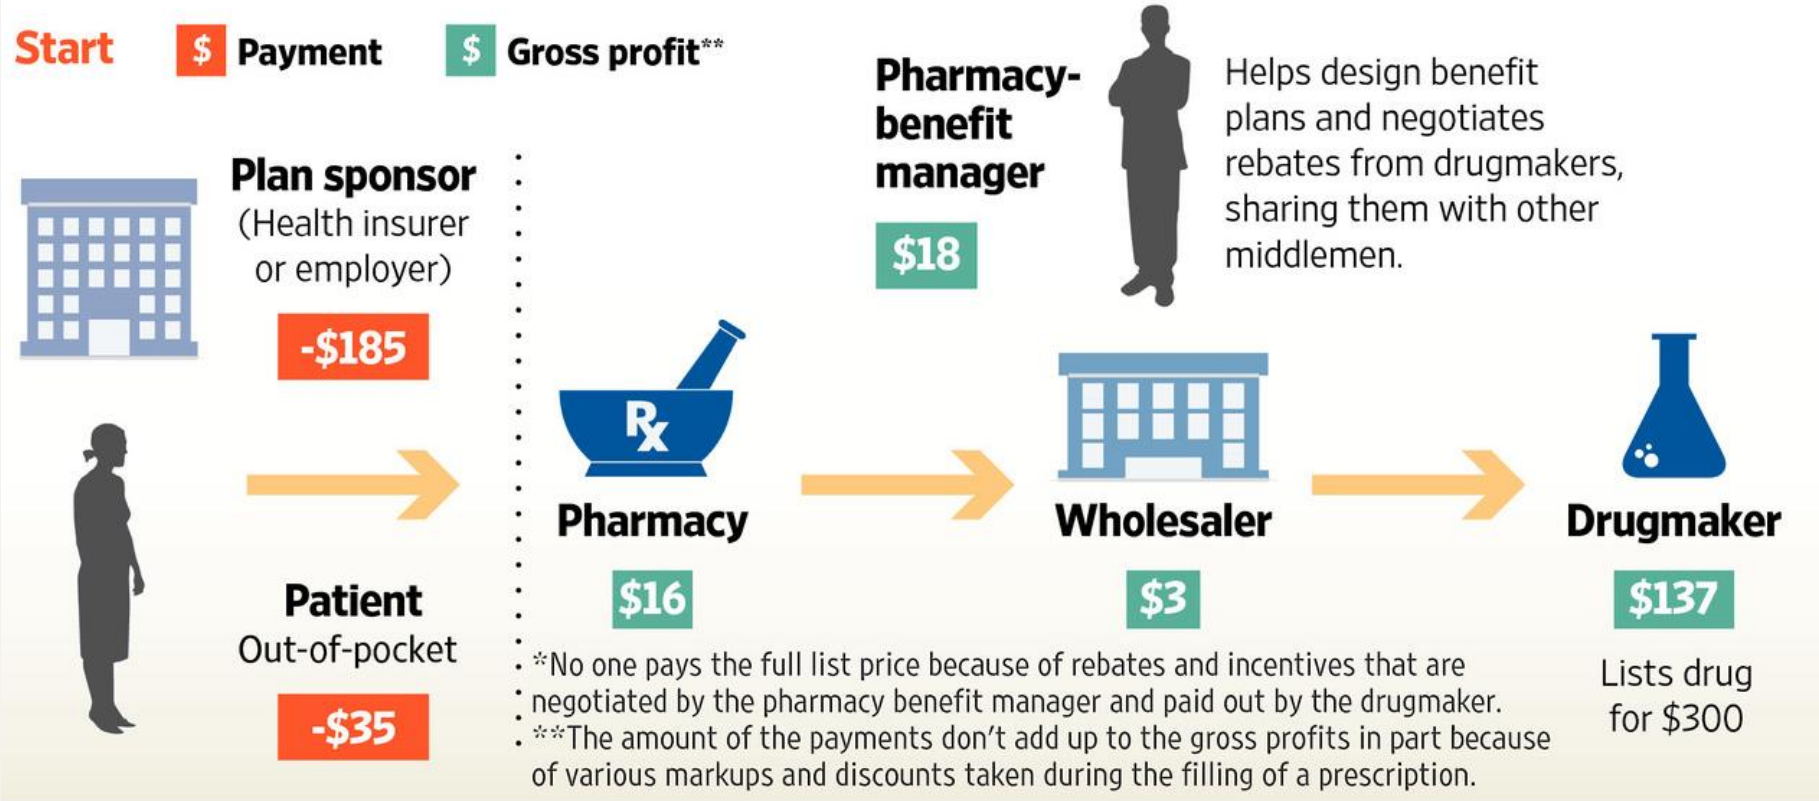 Start
$ Payment
$ Gross profit**
Plan sponsor
(Health insurer
or employer)
-$185
Patient
Out-of-pocket
-$35
Pharmacy-
benefit
manager
$18
Helps design benefit
plans and negotiates
rebates from drugmakers,
sharing them with other
middlemen.
Rx
Pharmacy
$16
Wholesaler
$3
Drugmaker
$137
Lists drug
for $300
*No one pays the full list price because of rebates and incentives that are
negotiated by the pharmacy benefit manager and paid out by the drugmaker.
**The amount of the payments don't add up to the gross profits in part because
of various markups and discounts taken during the filling of a prescription.